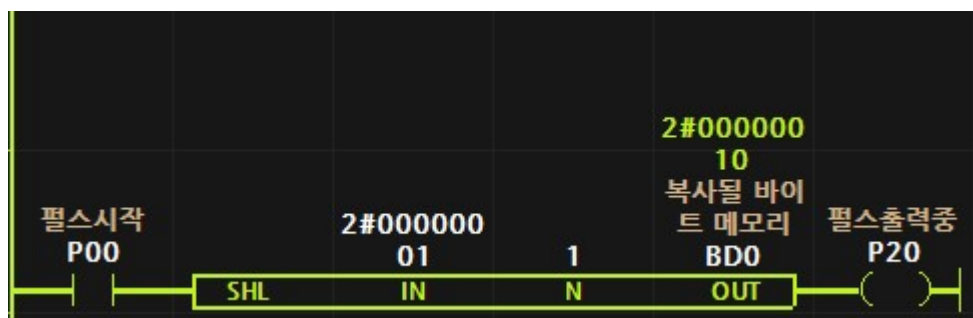 2#000000
10
복사될 바이
트 메모리
펄스시작 2#000000 펄스출력중
P00 01 1 BD0 P20
SHL IN N OUT